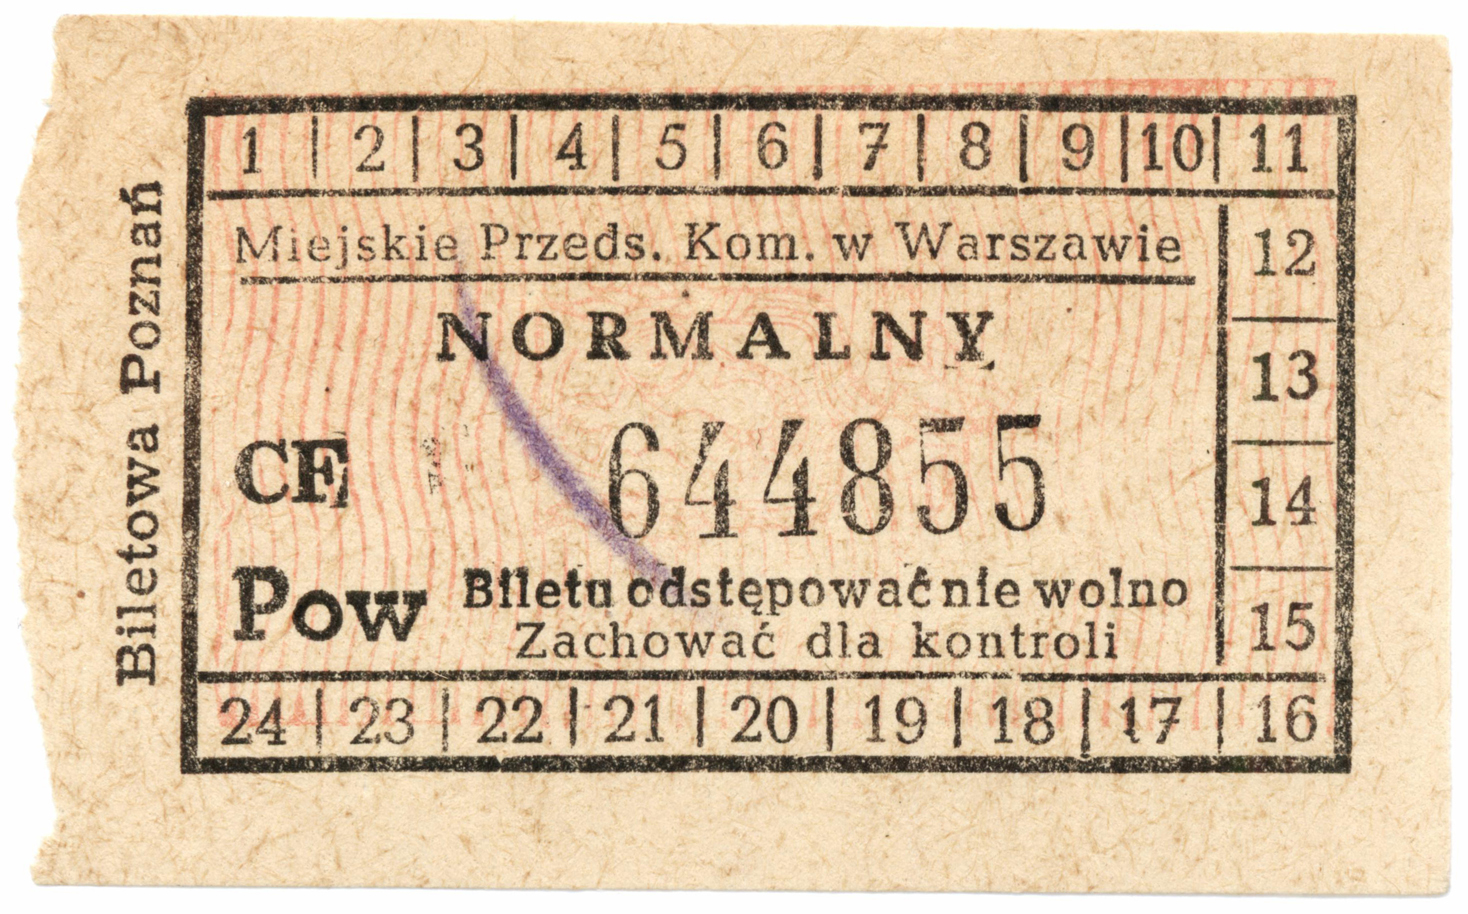 1 | 2 | 3 | 4 | 5 | 6 | 7 | 8 | 9 | 10 | 11
Miejskie Przeds. Kom. w Warszawie
12
NORMALNY
13
CE 644855
14
Pow
Biletu odstępować nie wolno
Zachować dla kontroli
15
24 | 23 | 22 | 21 | 20 | 19 | 18 | 17 | 16
Biletowa Poznań